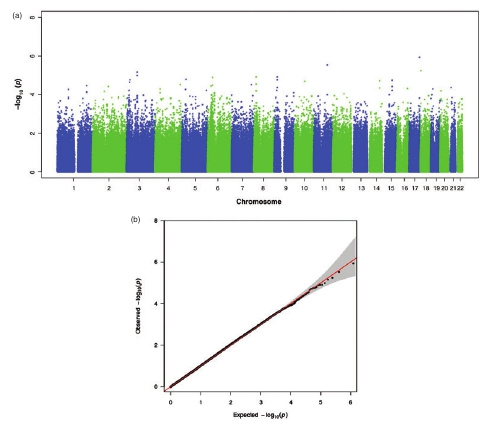 (a)
8
6
4
2
0
−log10 (p)
1 2 3 4 5 6 7 8 9 10 11 12 13 14 15 16 17 18 19 20 21 22
Chromosome
(b)
8
6
4
2
0
Observed −log10(p)
0 1 2 3 4 5 6
Expected −log10(p)